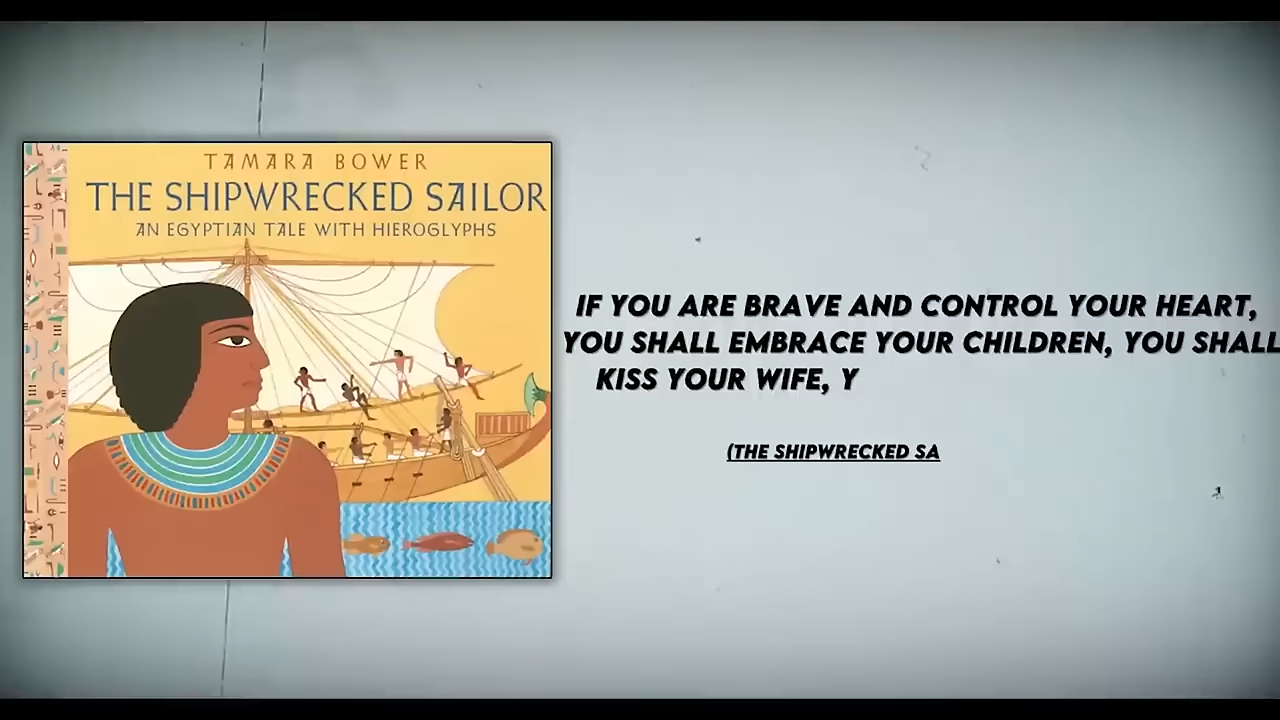 TAMARA BOWER
THE SHIPWRECKED SAILOR
AN EGYPTIAN TALE WITH HIEROGLYPHS
IF YOU ARE BRAVE AND CONTROL YOUR HEART,
YOU SHALL EMBRACE YOUR CHILDREN, YOU SHALL
KISS YOUR WIFE, Y
(THE SHIPWRECKED SA